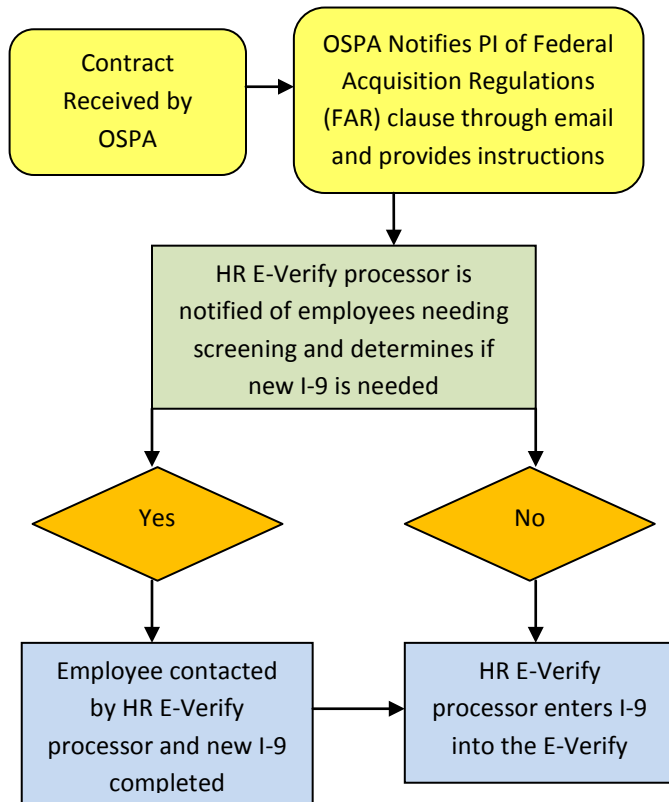 Contract
Received by
OSPA
OSPA Notifies PI of Federal
Acquisition Regulations
(FAR) clause through email
and provides instructions
HR E-Verify processor is
notified of employees needing
screening and determines if
new I-9 is needed
Yes
No
Employee contacted
by HR E-Verify
processor and new I-9
completed
HR E-Verify
processor enters I-9
into the E-Verify